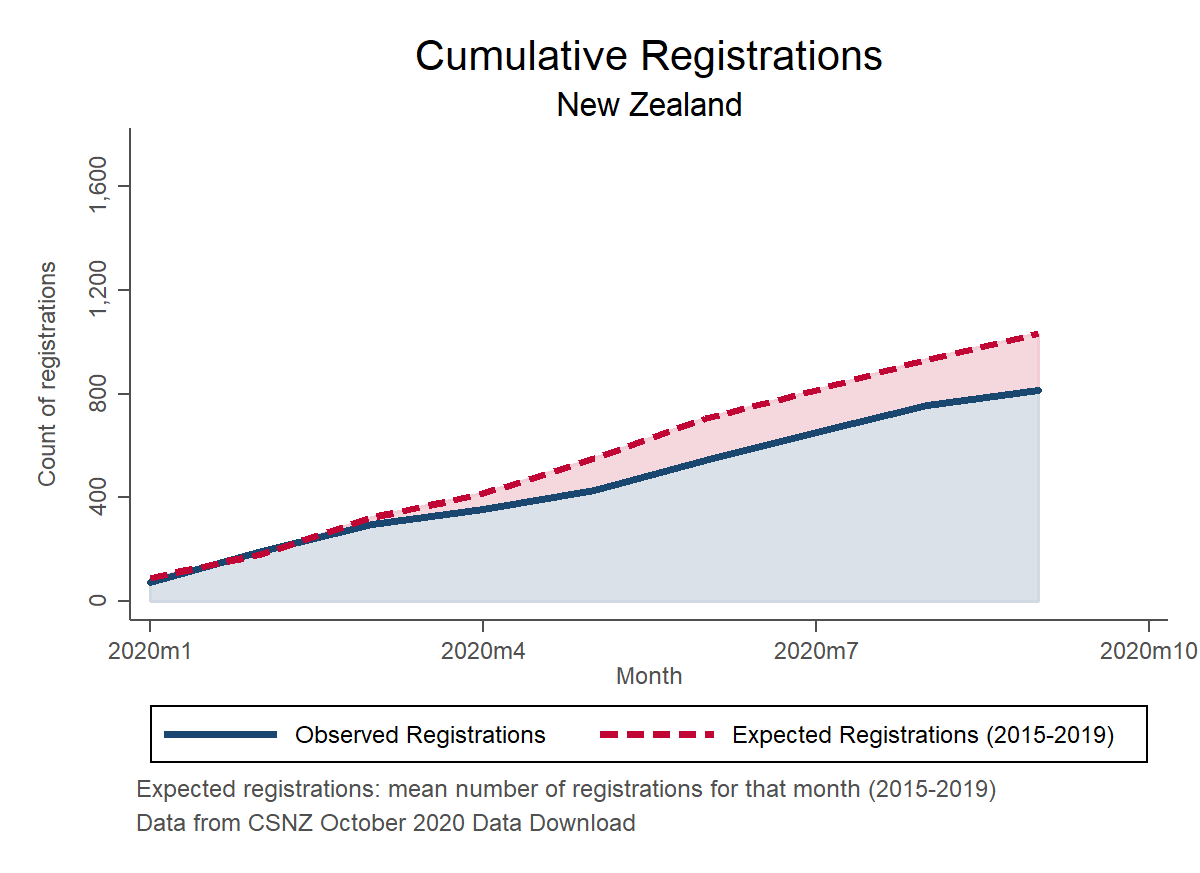 Cumulative Registrations
New Zealand
Count of registrations
1,600
1,200
800
400
0
2020m1 2020m4 2020m7 2020m10
Month
Observed Registrations Expected Registrations (2015-2019)
Expected registrations: mean number of registrations for that month (2015-2019)
Data from CSNZ October 2020 Data Download